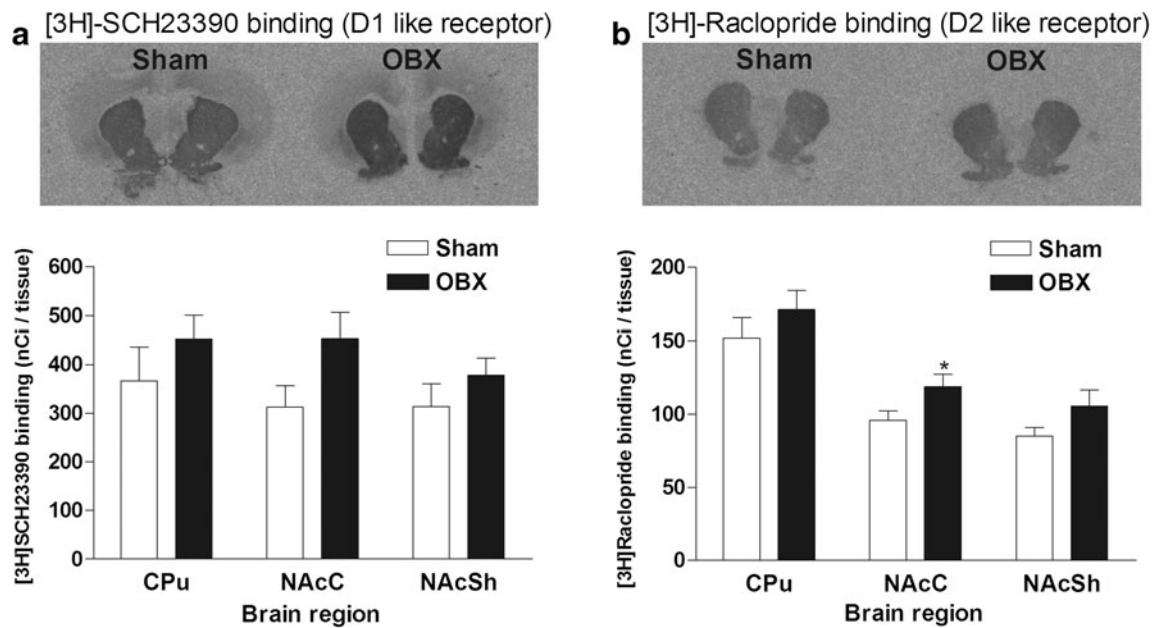 a [3H]-SCH23390 binding (D1 like receptor)
Sham OBX
Sham
OBX
[3H]SCH23390 binding (nCi / tissue)
600
500
400
300
200
100
0
CPu NAcC NAcSh
Brain region
b [3H]-Raclopride binding (D2 like receptor)
Sham OBX
Sham
OBX
[3H]Raclopride binding (nCi / tissue)
200
150
100
50
0
*
CPu NAcC NAcSh
Brain region